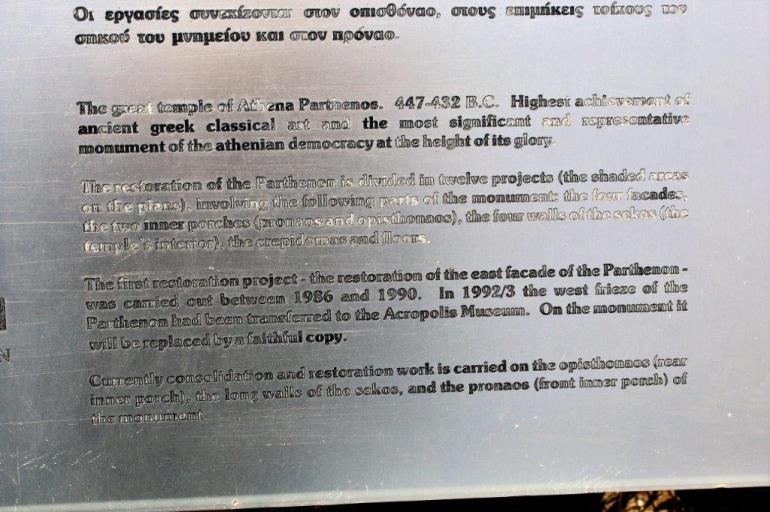 Οι εργασίες συνεχίζονται στον οπισθόναο, στους επιμήκεις τοίχους του
σηκού του μνημείου και στον πρόναο.
The great temple of Athena Parthenos. 447-432 B.C. Highest achievement of
ancient greek classical art and the most significant and representative
monument of the athenian democracy at the height of its glory.
The restoration of the Parthenon is divided in twelve projects (the shaded areas
on the plans), involving the following parts of the monument: the four facades,
the two inner porches (pronaos and opisthonaos), the four walls of the sekos (the
temple's interior), the crepidomas and floors.
The first restoration project - the restoration of the east facade of the Parthenon -
was carried out between 1986 and 1990. In 1992/3 the west frieze of the
Parthenon had been transferred to the Acropolis Museum. On the monument it
will be replaced by a faithful copy.
Currently consolidation and restoration work is carried on the opisthonaos (rear
inner porch), the long walls of the sekos, and the pronaos (front inner porch) of
the monument.
N